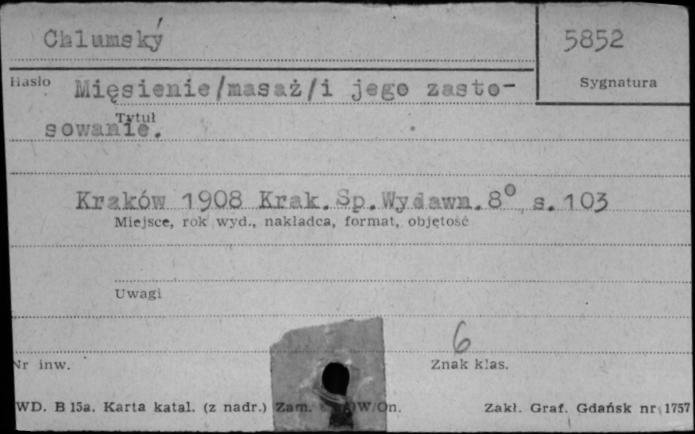 Chlumský
5852
Hasło
Sygnatura
Mięsienie/masaż/i jego zasto-
Tytuł
sowanie.
Kraków 1908 Krak.Sp.Wydawn.8° s.103
Miejsce, rok wyd., nakładca, format, objętość
Uwagi
6
Nr inw.
Znak klas.
WD. B 15a. Karta katal. (z nadr.) Zam. W/On.
Zakł. Graf. Gdańsk nr 1757